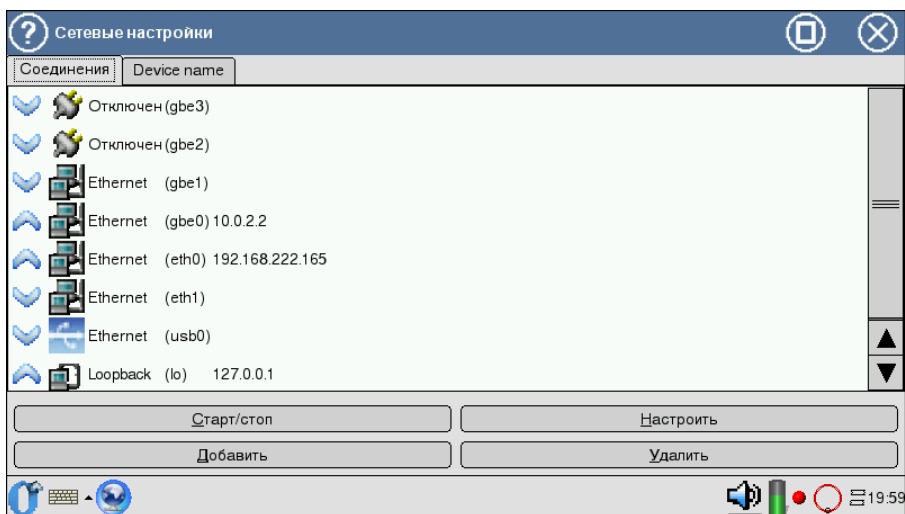 Сетевые настройки
Соединения Device name
Отключен (gbe3)
Отключен (gbe2)
Ethernet (gbe1)
Ethernet (gbe0) 10.0.2.2
Ethernet (eth0) 192.168.222.165
Ethernet (eth1)
Ethernet (usb0)
Loopback (lo) 127.0.0.1
Старт/стоп Настроить
Добавить Удалить
19:59